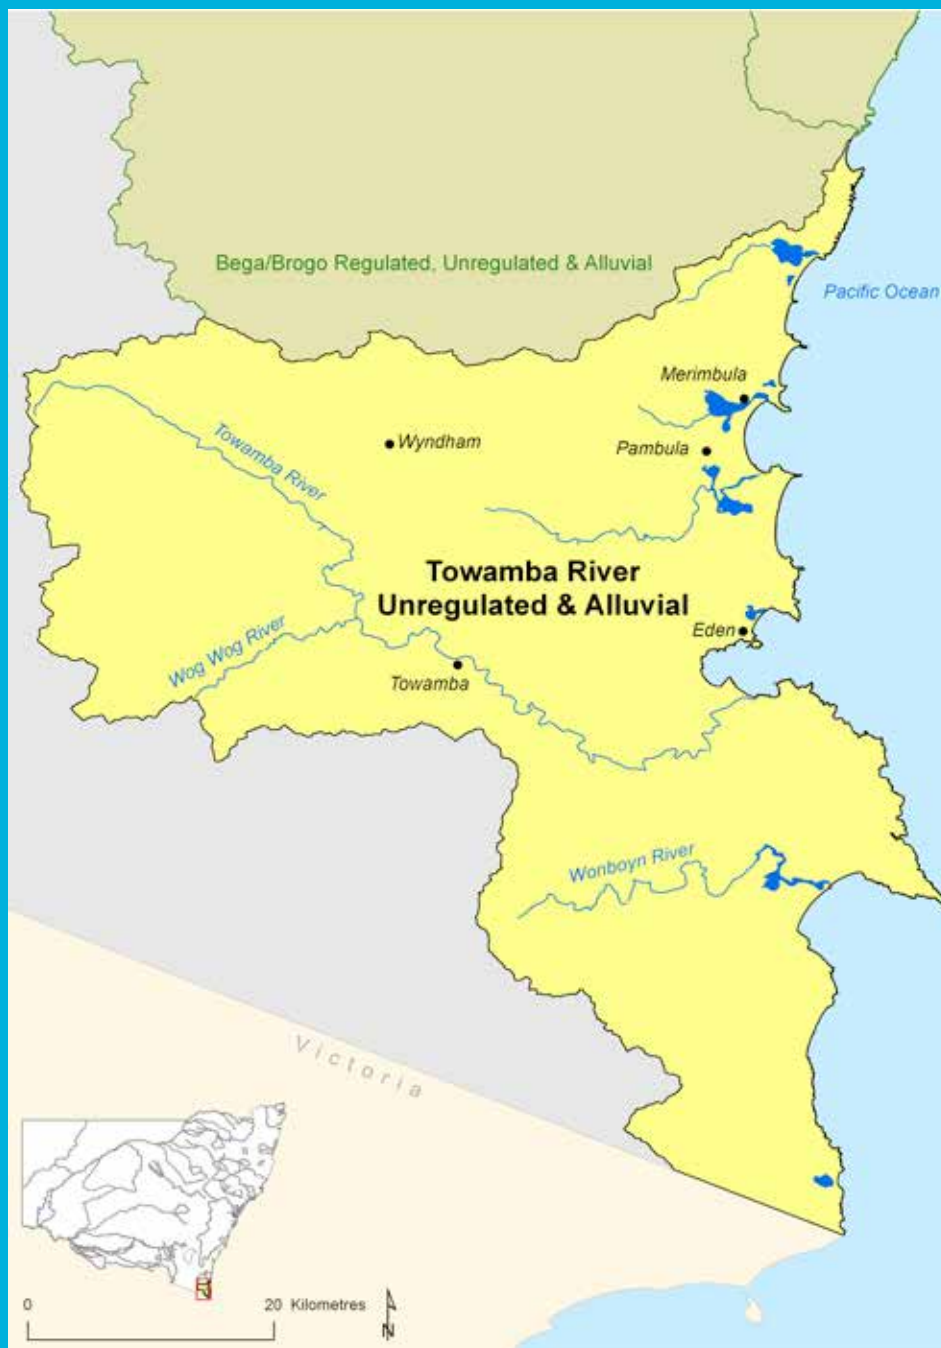 Bega/Brogo Regulated, Unregulated & Alluvial
Pacific Ocean
Merimbula
Wyndham
Pambula
Towamba River
Towamba River
Unregulated & Alluvial
Eden
Wog Wog River
Towamba
Wonboyn River
Victoria
0 20 Kilometres
N